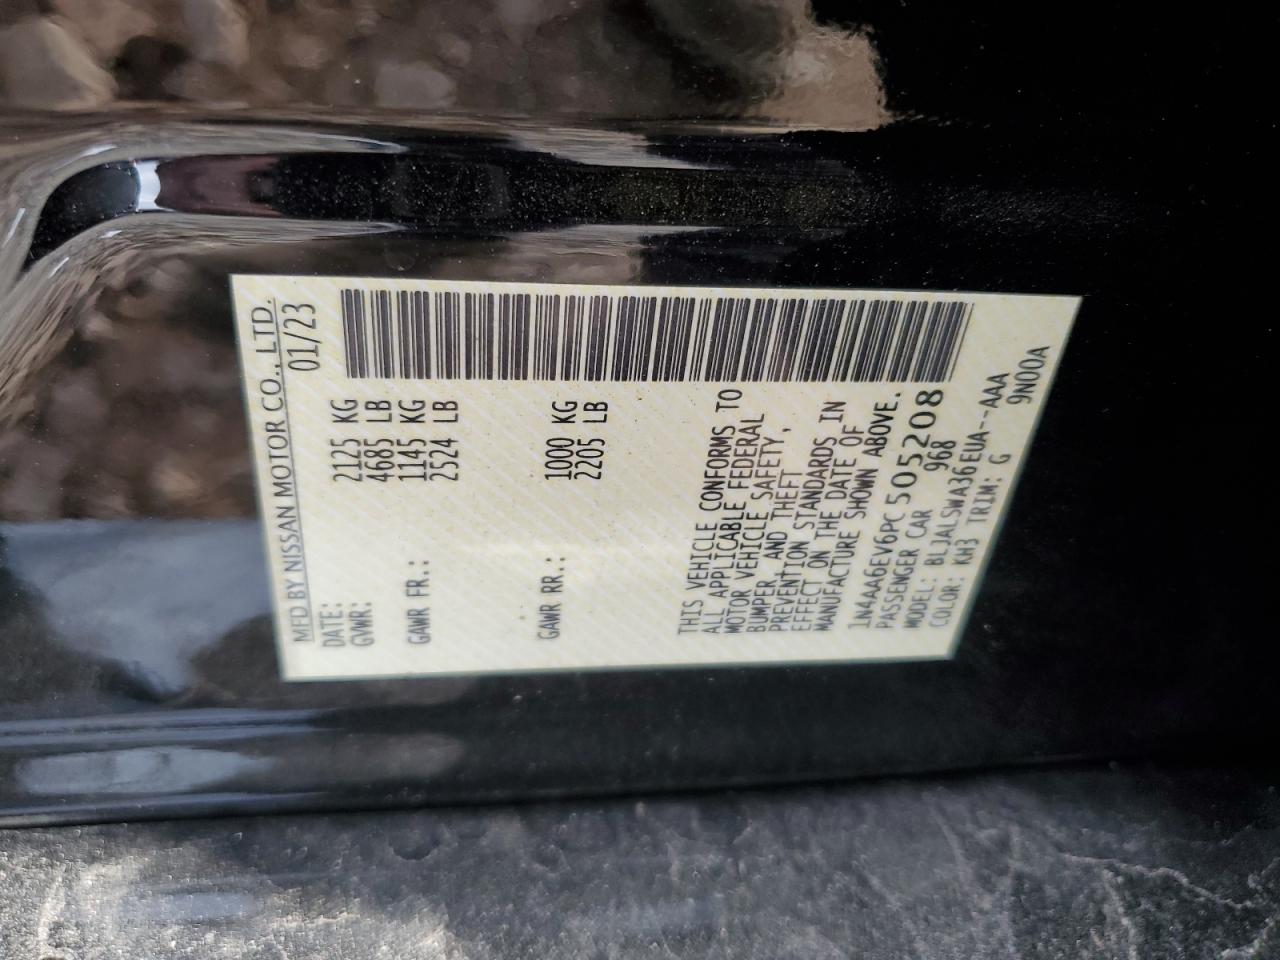 MFD BY NISSAN MOTOR CO., LTD.
DATE: 01/23
GVWR: 2125 KG
4685 LB
GAWR FR.: 1145 KG
2524 LB
GAWR RR.: 1000 KG
2205 LB
THIS VEHICLE CONFORMS TO
ALL APPLICABLE FEDERAL
MOTOR VEHICLE SAFETY,
BUMPER, AND THEFT
PREVENTION STANDARDS IN
EFFECT ON THE DATE OF
MANUFACTURE SHOWN ABOVE.
1N4AA6EV6PC505208
PASSENGER CAR 968
MODEL: BLJALSWA36EUA--AAA
COLOR: KH3 TRIM: G 9N00A